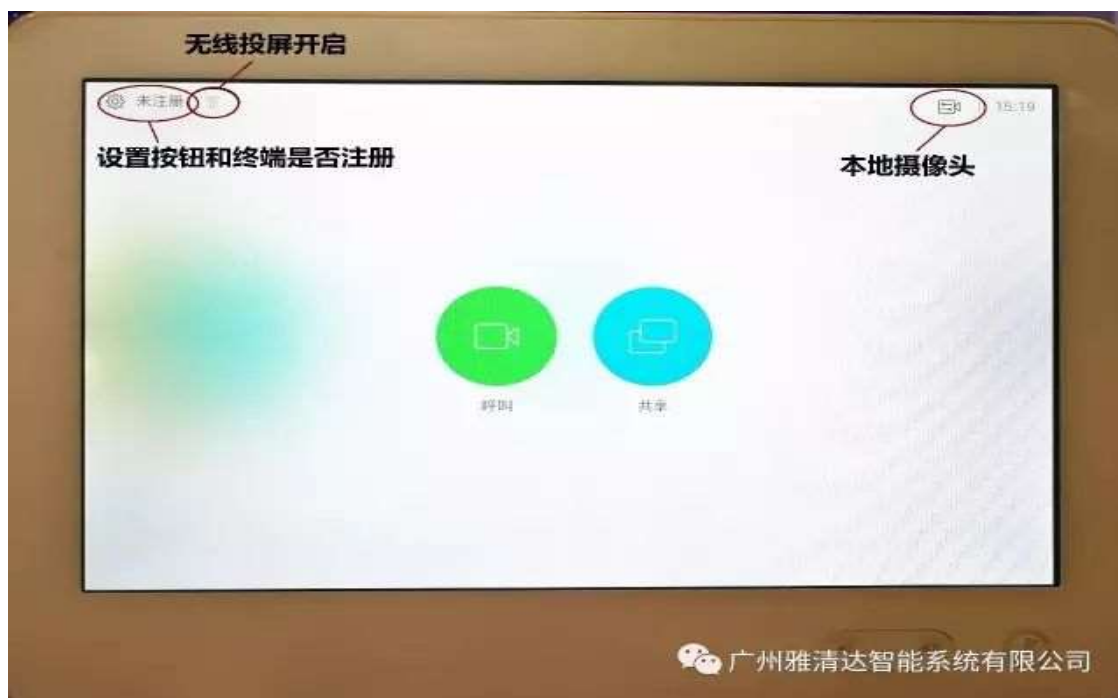 无线投屏开启
未注册
15:19
设置按钮和终端是否注册
本地摄像头
呼叫
共享
广州雅清达智能系统有限公司